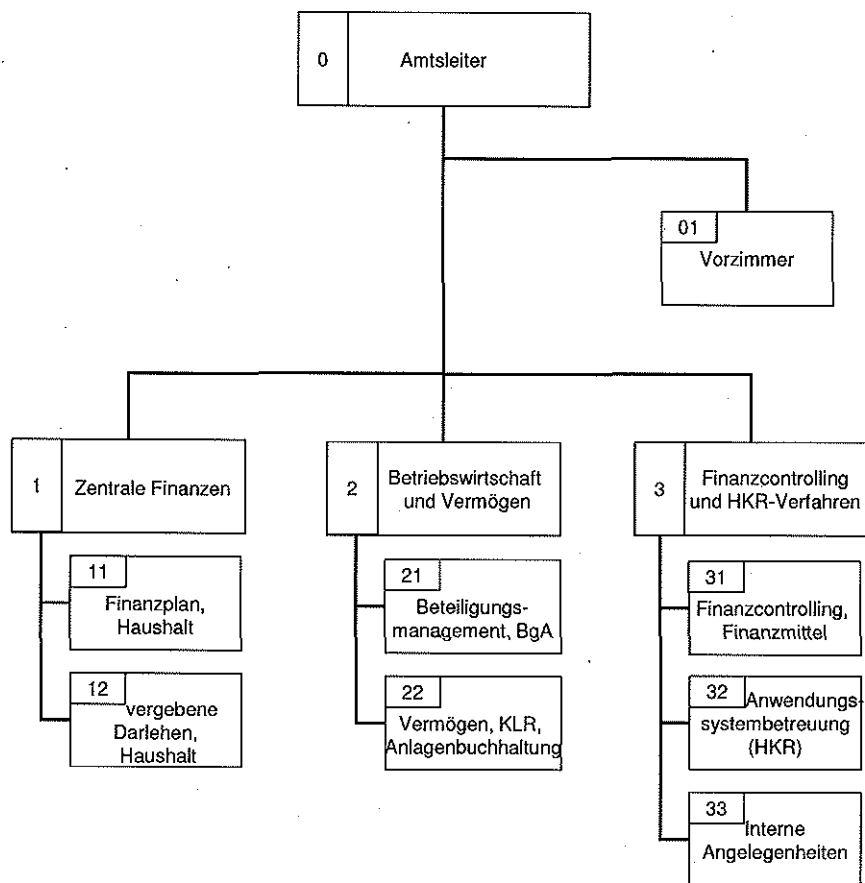 0
Amtsleiter
01
Vorzimmer
1
Zentrale Finanzen
2
Betriebswirtschaft
und Vermögen
3
Finanzcontrolling
und HKR-Verfahren
11
Finanzplan,
Haushalt
21
Beteiligungs-
management, BgA
31
Finanzcontrolling,
Finanzmittel
12
vergebene
Darlehen,
Haushalt
22
Vermögen, KLR,
Anlagenbuchhaltung
32
Anwendungs-
systembetreuung
(HKR)
33
Interne
Angelegenheiten